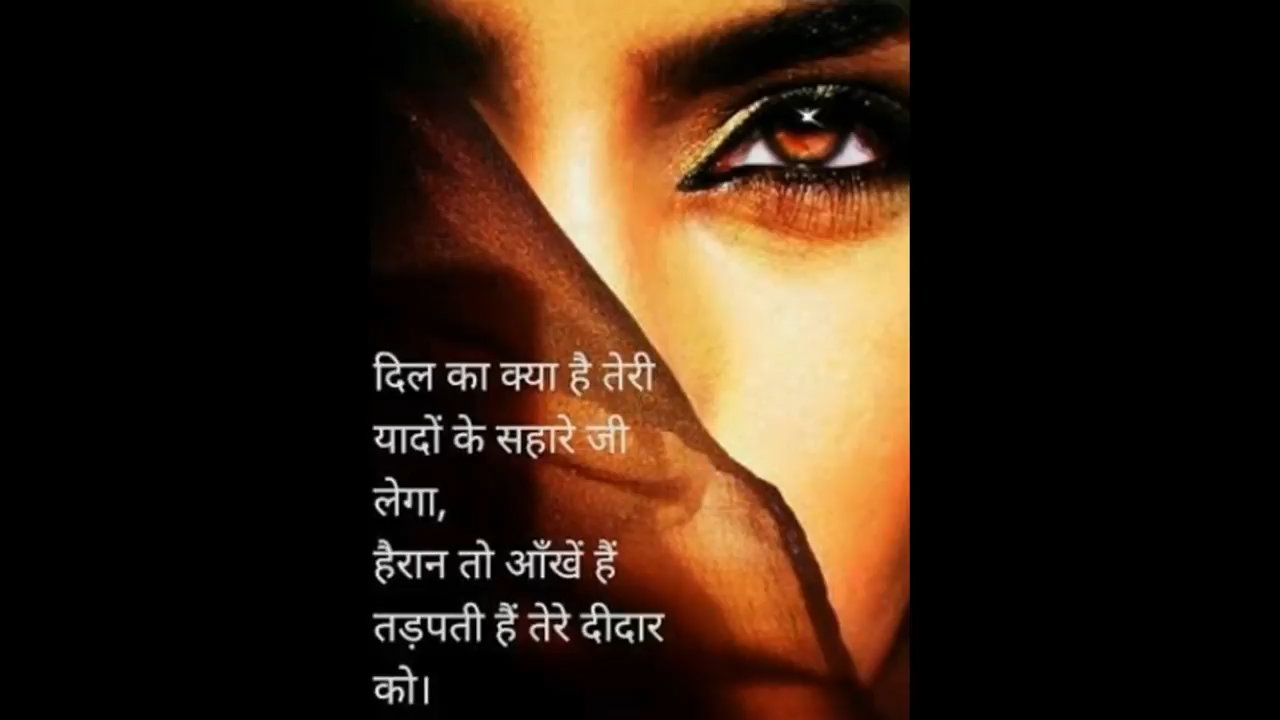 दिल का क्या है तेरी
यादों के सहारे जी
लेगा,
हैरान तो आँखें हैं
तड़पती हैं तेरे दीदार
को।